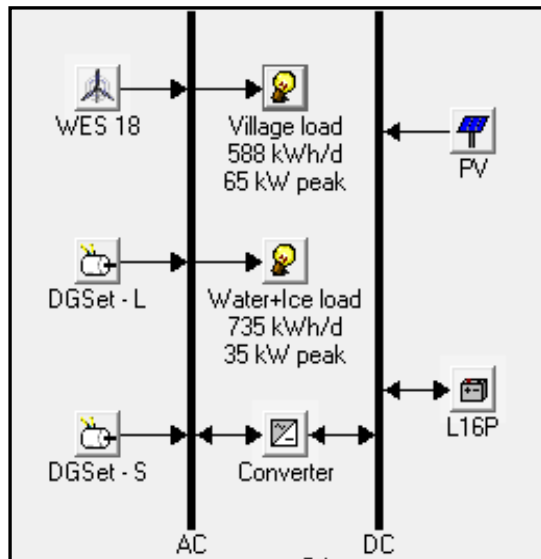 WES 18
Village load
588 kWh/d
65 kW peak
PV
DGSet - L
Water+Ice load
735 kWh/d
35 kW peak
L16P
DGSet - S
Converter
AC
DC